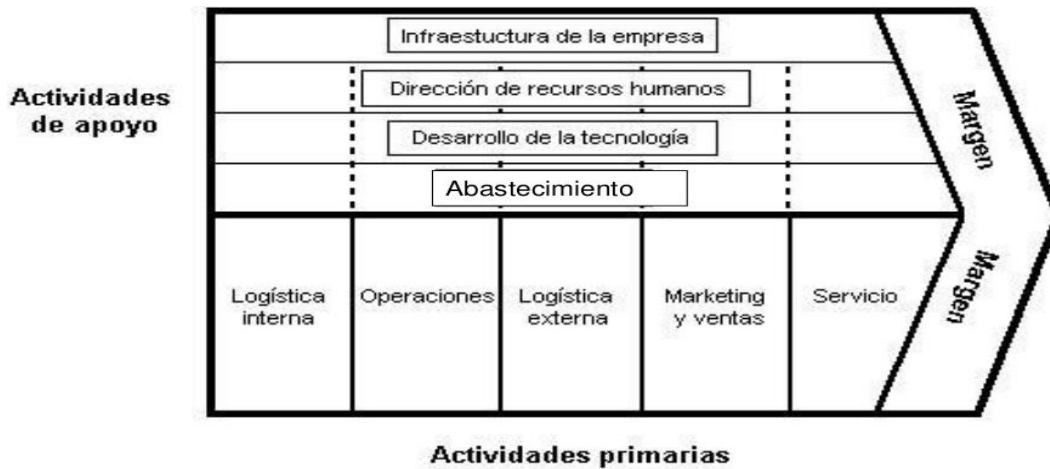 Infraestuctura de la empresa
Actividades
de apoyo
Dirección de recursos humanos
Desarrollo de la tecnología
Abastecimiento
Margen
Margen
Logística
interna
Operaciones
Logística
externa
Marketing
y ventas
Servicio
Actividades primarias